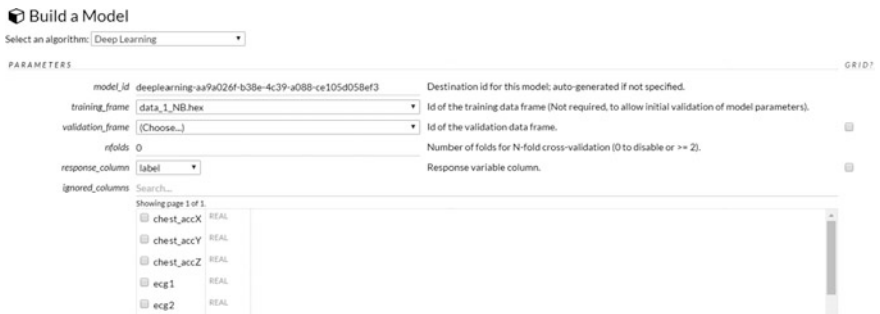 Build a Model
Select an algorithm: Deep Learning
PARAMETERS GRID?
model_id deeplearning-aa9a026f-b38e-4c39-a088-ce105d058ef3 Destination id for this model; auto-generated if not specified.
training_frame data_1_NB.hex Id of the training data frame (Not required, to allow initial validation of model parameters).
validation_frame (Choose...) Id of the validation data frame.
nfolds 0 Number of folds for N-fold cross-validation (0 to disable or >= 2).
response_column label Response variable column.
ignored_columns Search...
Showing page 1 of 1.
chest_accX REAL
chest_accY REAL
chest_accZ REAL
ecg1 REAL
ecg2 REAL